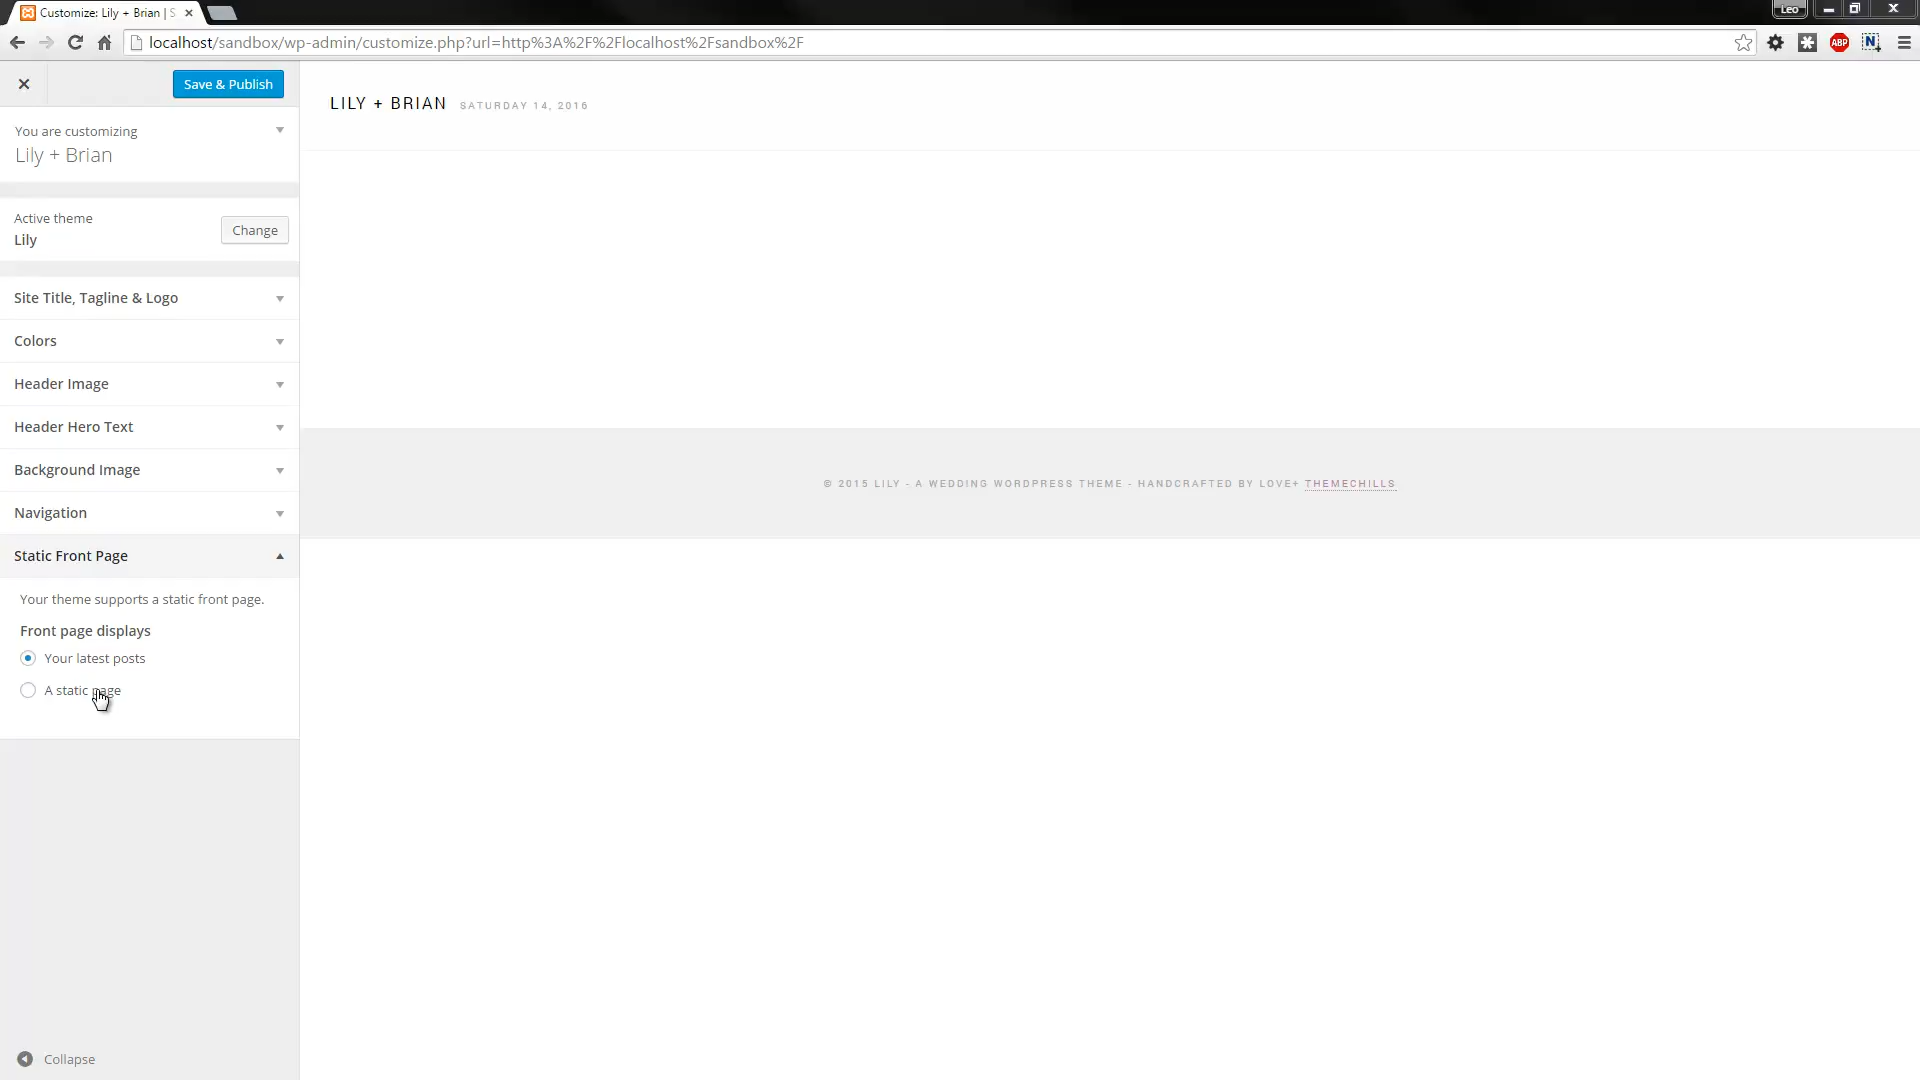 Customize: Lily + Brian | S
Leo
localhost/sandbox/wp-admin/customize.php?url=http%3A%2F%2Flocalhost%2Fsandbox%2F
ABP
N
Save & Publish
You are customizing
Lily + Brian
Active theme
Lily
Change
Site Title, Tagline & Logo
Colors
Header Image
Header Hero Text
Background Image
Navigation
Static Front Page
Your theme supports a static front page.
Front page displays
Your latest posts
A static page
Collapse
LILY + BRIAN SATURDAY 14, 2016
© 2015 LILY - A WEDDING WORDPRESS THEME - HANDCRAFTED BY LOVE+ THEMECHILLS